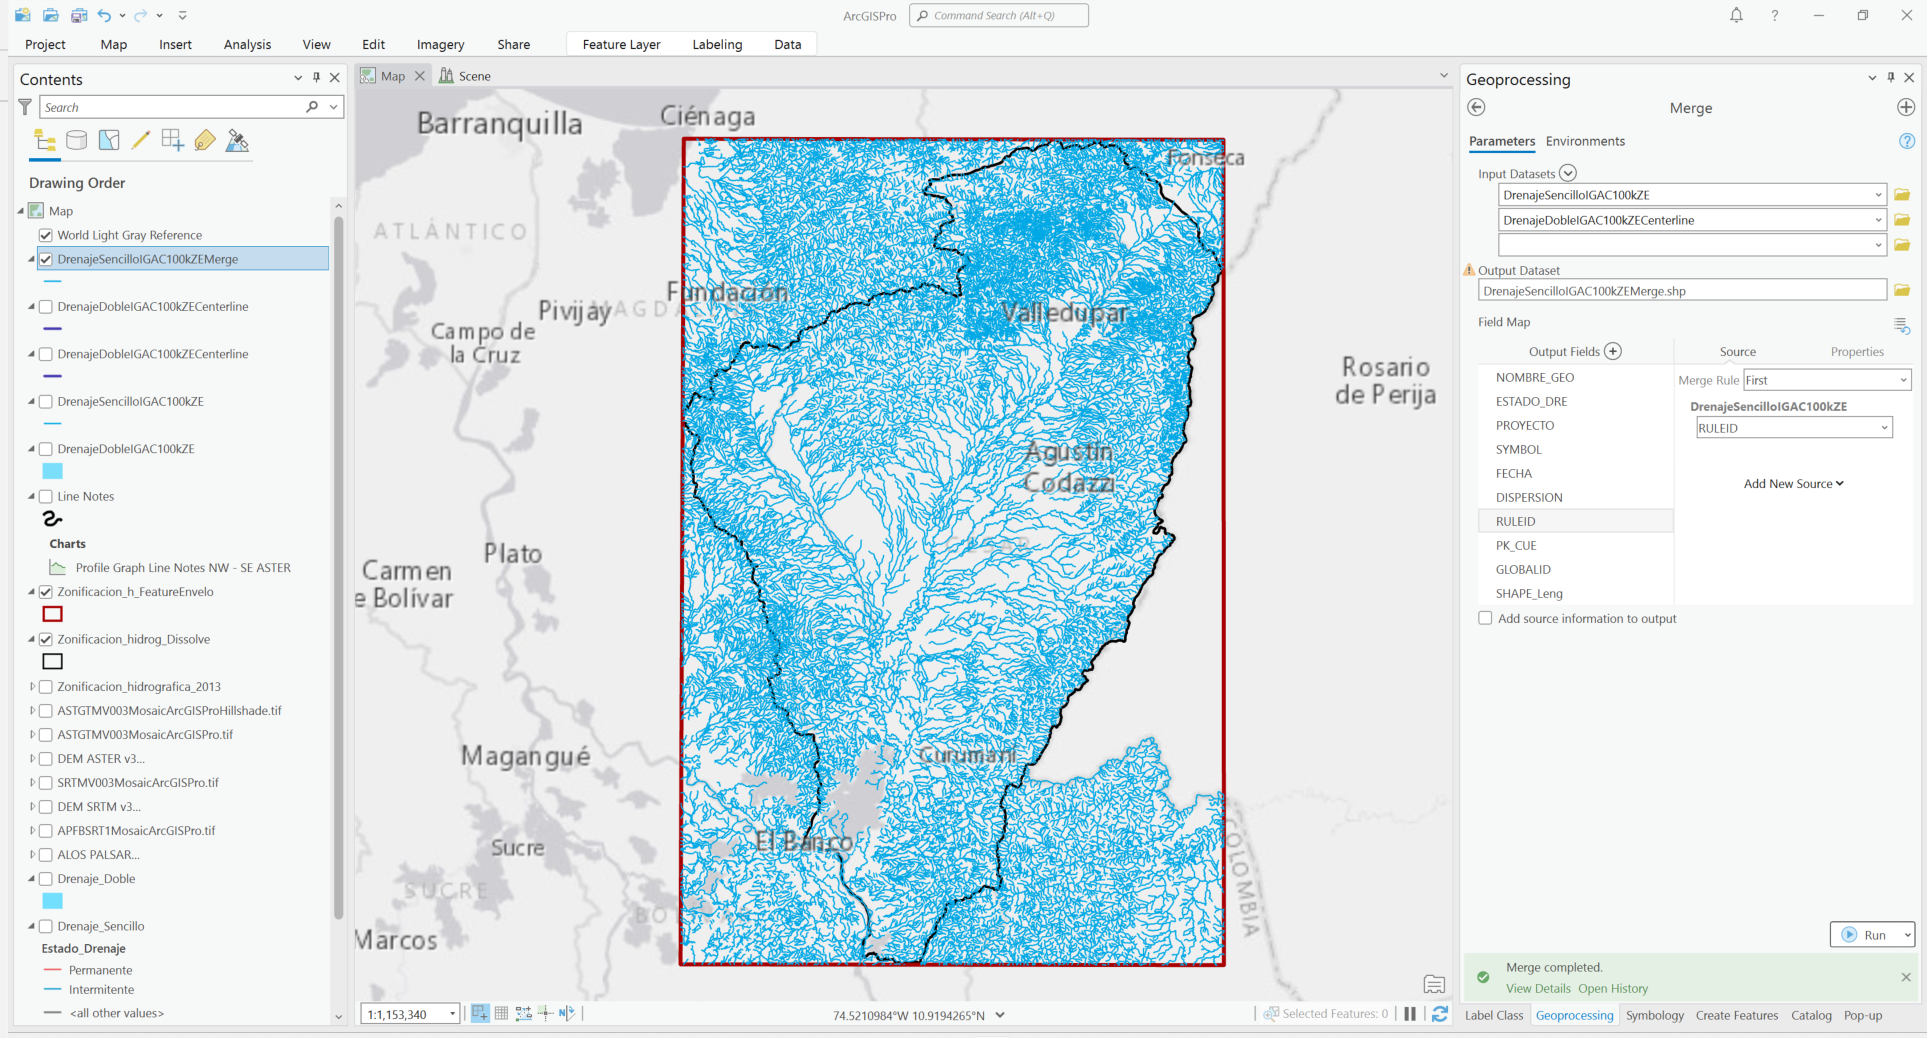 ArcGISPro
Command Search (Alt+Q)
Project
Map
Insert
Analysis
View
Edit
Imagery
Share
Feature Layer
Labeling
Data
Contents
Search
Drawing Order
Map
World Light Gray Reference
DrenajeSencilloIGAC100kZEMerge
DrenajeDobleIGAC100kZECenterline
DrenajeDobleIGAC100kZECenterline
DrenajeSencilloIGAC100kZE
DrenajeDobleIGAC100kZE
Line Notes
Charts
Profile Graph Line Notes NW - SE ASTER
Zonificacion_h_FeatureEnvelo
Zonificacion_hidrog_Dissolve
Zonificacion_hidrografica_2013
ASTGTMV003MosaicArcGISProHillshade.tif
ASTGTMV003MosaicArcGISPro.tif
DEM ASTER v3...
SRTMV003MosaicArcGISPro.tif
DEM SRTM v3...
APFBSRT1MosaicArcGISPro.tif
ALOS PALSAR...
Drenaje_Doble
Drenaje_Sencillo
Estado_Drenaje
Permanente
Intermitente
<all other values>
Map
Scene
Barranquilla
Ciénaga
Fonseca
ATLÁNTICO
Fundación
Pivijay
MAGDA
Valledupar
Campo de
la Cruz
Rosario
de Perija
Agustín
Codazzi
CESAR
Plato
Carmen
e Bolívar
Magangué
Curumaní
El Banco
Sucre
SUCRE
BO
COLOMBIA
Marcos
1:1,153,340
74.5210984°W 10.9194265°N
Selected Features: 0
Geoprocessing
Merge
Parameters
Environments
Input Datasets
DrenajeSencilloIGAC100kZE
DrenajeDobleIGAC100kZECenterline
Output Dataset
DrenajeSencilloIGAC100kZEMerge.shp
Field Map
Output Fields
Source
Properties
NOMBRE_GEO
ESTADO_DRE
PROYECTO
SYMBOL
FECHA
DISPERSION
RULEID
PK_CUE
GLOBALID
SHAPE_Leng
Merge Rule First
DrenajeSencilloIGAC100kZE
RULEID
Add New Source
Add source information to output
Run
Merge completed.
View Details Open History
Label Class
Geoprocessing
Symbology
Create Features
Catalog
Pop-up